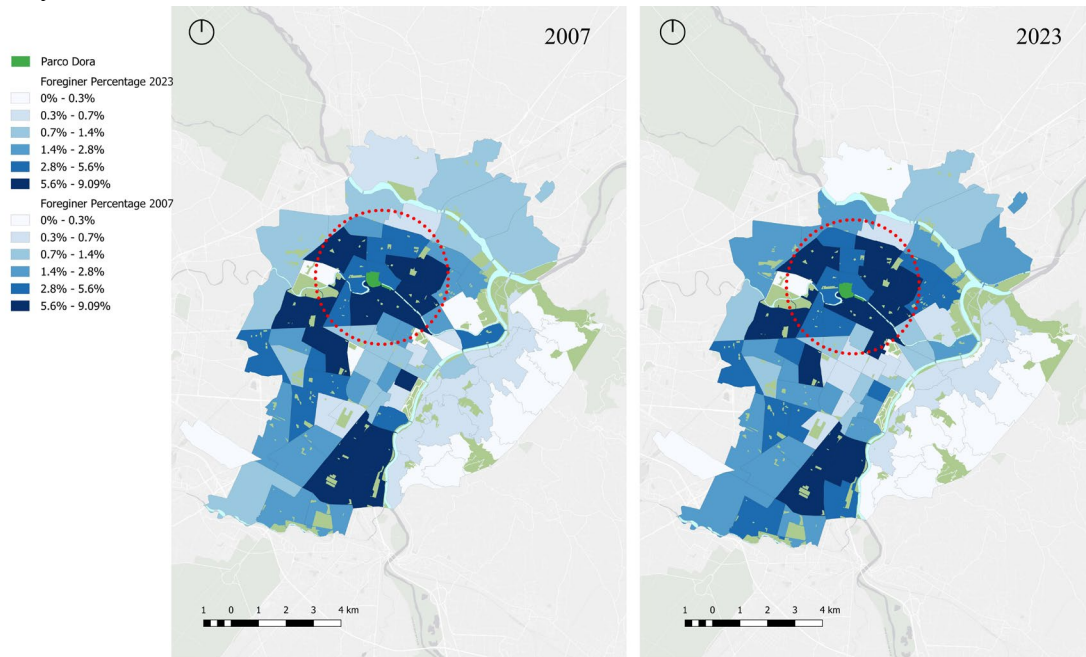 2007
2023
Parco Dora
Foreginer Percentage 2023
0% - 0.3%
0.3% - 0.7%
0.7% - 1.4%
1.4% - 2.8%
2.8% - 5.6%
5.6% - 9.09%
Foreginer Percentage 2007
0% - 0.3%
0.3% - 0.7%
0.7% - 1.4%
1.4% - 2.8%
2.8% - 5.6%
5.6% - 9.09%
1 0 1 2 3 4 km
1 0 1 2 3 4 km